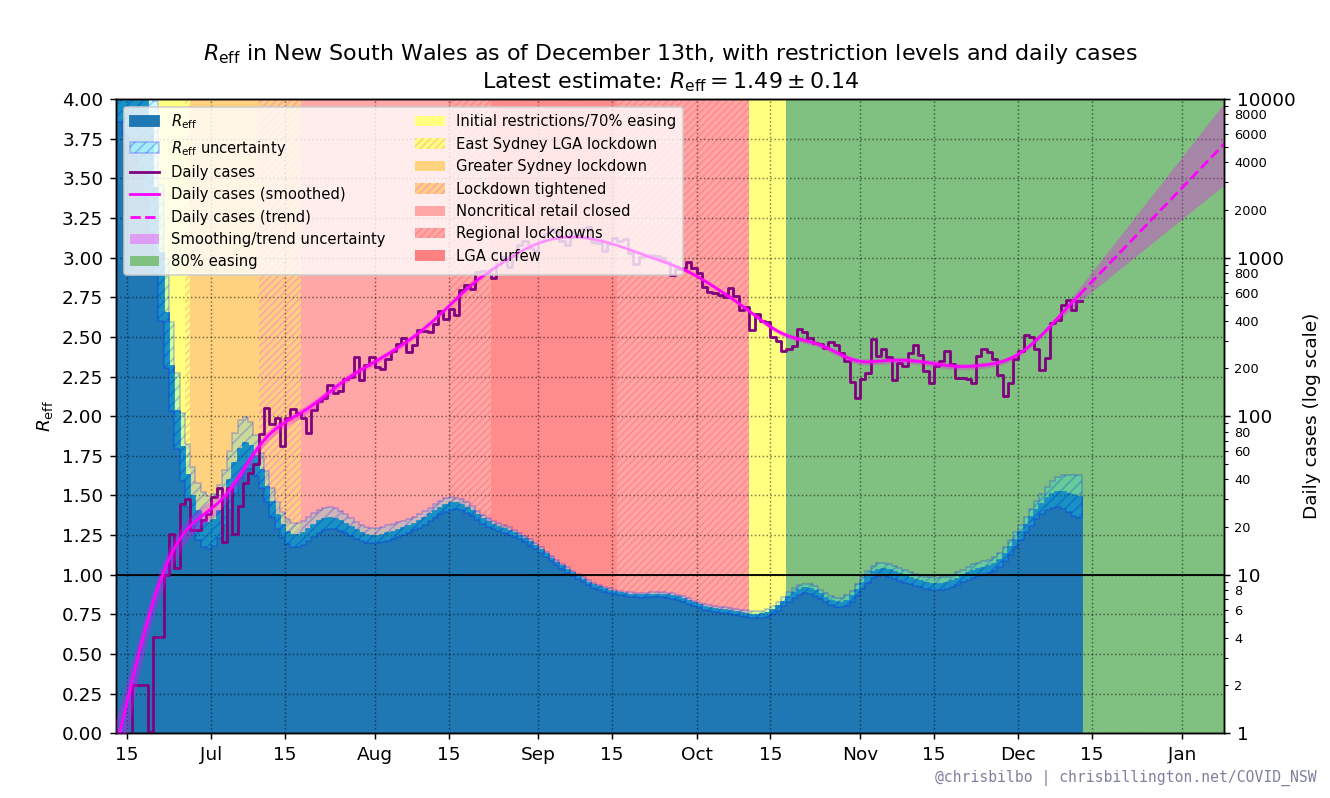 R_eff in New South Wales as of December 13th, with restriction levels and daily cases
Latest estimate: R_eff = 1.49 ± 0.14
R_eff
R_eff uncertainty
Daily cases
Daily cases (smoothed)
Daily cases (trend)
Smoothing/trend uncertainty
80% easing
Initial restrictions/70% easing
East Sydney LGA lockdown
Greater Sydney lockdown
Lockdown tightened
Noncritical retail closed
Regional lockdowns
LGA curfew
R_eff
4.00
3.75
3.50
3.25
3.00
2.75
2.50
2.25
2.00
1.75
1.50
1.25
1.00
0.75
0.50
0.25
0.00
10000
8000
6000
4000
2000
1000
800
600
400
200
100
80
60
40
20
10
8
6
4
2
1
Daily cases (log scale)
15 Jul 15 Aug 15 Sep 15 Oct 15 Nov 15 Dec 15 Jan
@chrisbilbo | chrisbillington.net/COVID_NSW